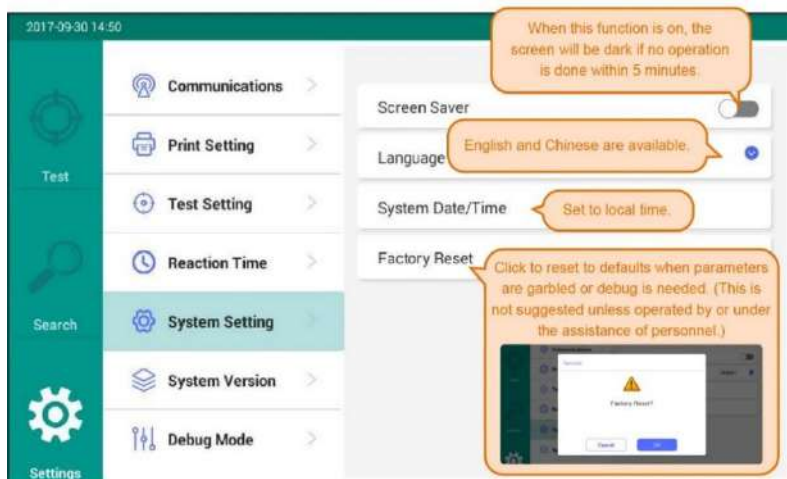 2017-09-30 14:50
When this function is on, the
screen will be dark if no operation
is done within 5 minutes.
Test
Search
Settings
Communications
Print Setting
Test Setting
Reaction Time
System Setting
System Version
Debug Mode
Screen Saver
Language
English and Chinese are available.
System Date/Time
Set to local time.
Factory Reset
Click to reset to defaults when parameters
are garbled or debug is needed. (This is
not suggested unless operated by or under
the assistance of personnel.)
Factory Reset?
Cancel
OK